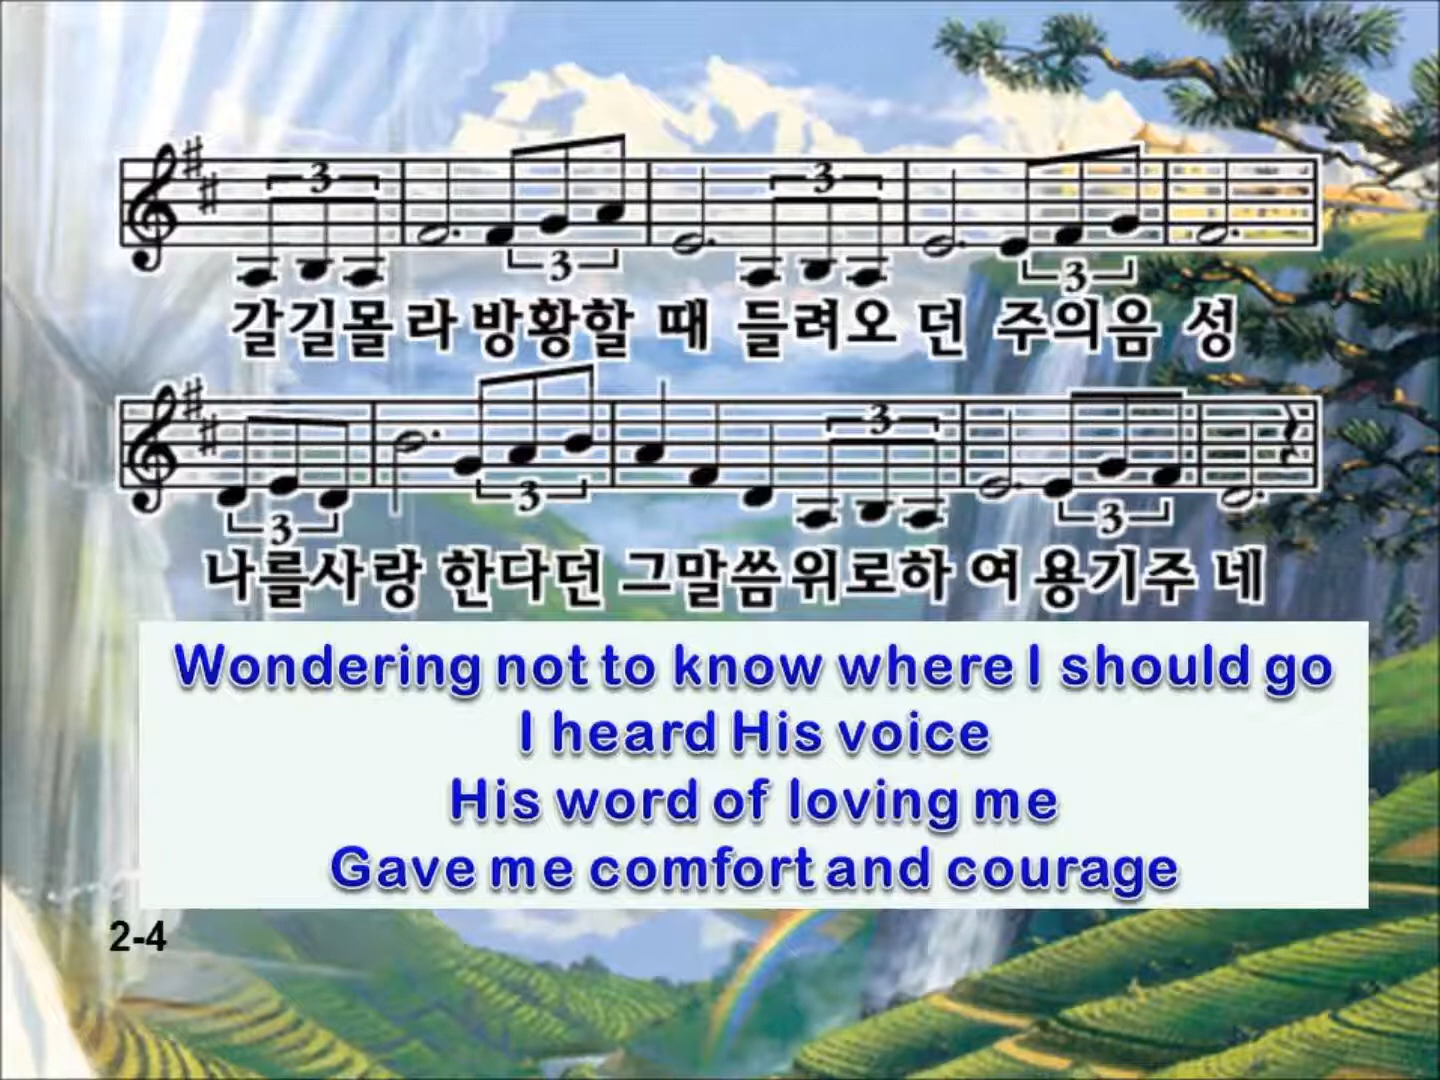 갈길몰 라 방황할 때 들려오 던 주의음 성
나를사랑 한다던 그말씀위로하 여 용기주 네
Wondering not to know where I should go
I heard His voice
His word of loving me
Gave me comfort and courage
2-4